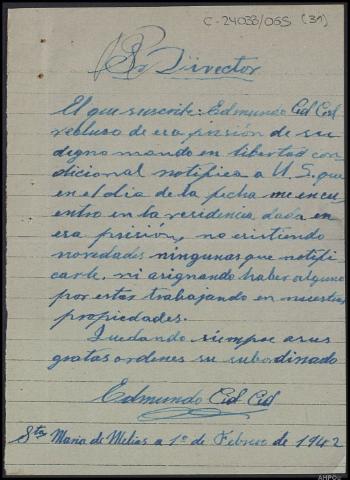 C-24033/065 (31)
Sr Director
El que suscribe: Edmundo Cid Cid
recluso de esa prisión de su
digno mando en libertad con
dicional notifica a U.S. que
en el dia de la fecha me encu
entro en la residencia dada en
esa prisión, no existiendo
novedades ningunas que notifi
carle, ni asignando haber alguno
por estar trabajando en nuestras
propiedades.
Quedando siempre a sus
gratas ordenes su subordinado
Edmundo Cid Cid
Sta Maria de Melias a 1º de Febrero de 1942
AHPOu